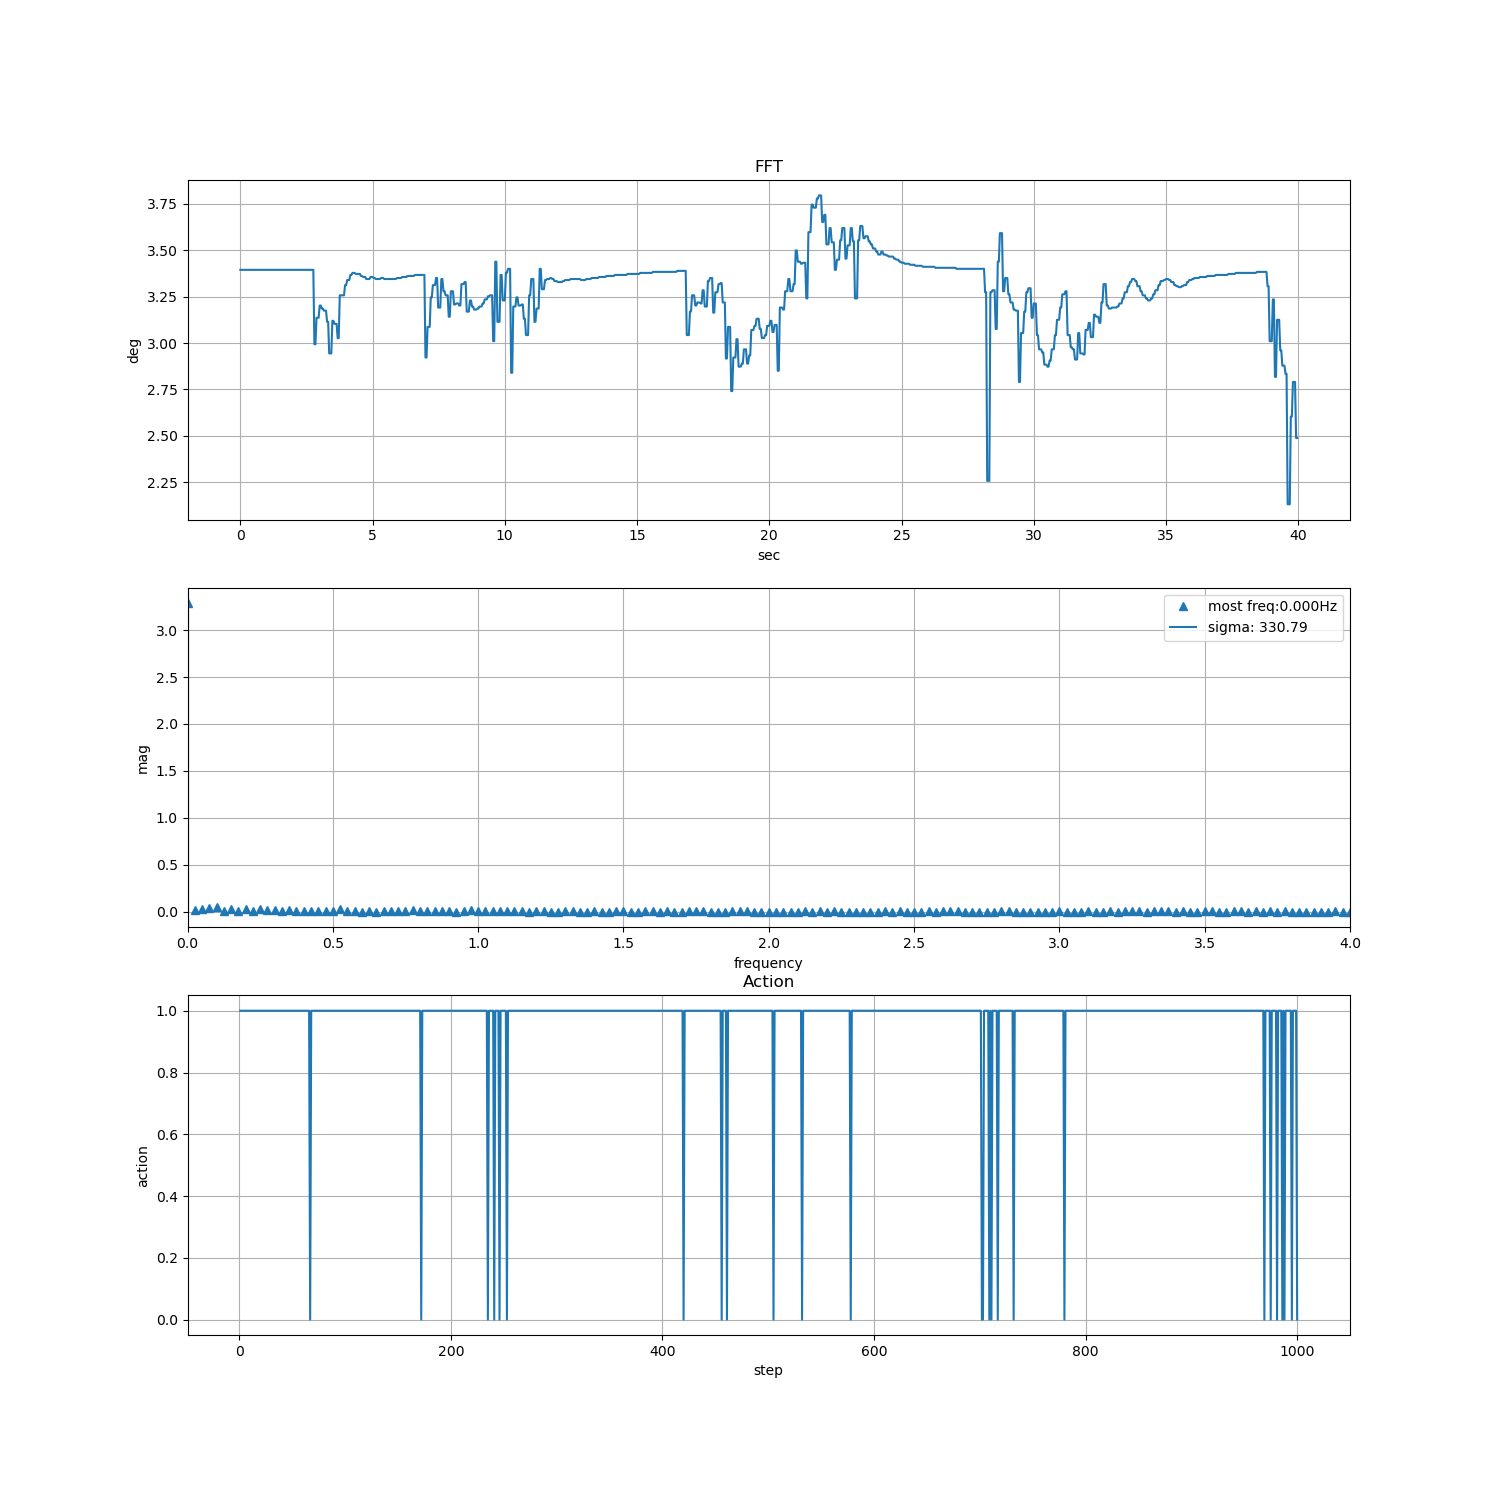 FFT
3.75
3.50
3.25
3.00
2.75
2.50
2.25
deg
0 5 10 15 20 25 30 35 40
sec
most freq:0.000Hz
sigma: 330.79
3.0
2.5
2.0
1.5
1.0
0.5
0.0
mag
0.0 0.5 1.0 1.5 2.0 2.5 3.0 3.5 4.0
frequency
Action
1.0
0.8
0.6
0.4
0.2
0.0
action
0 200 400 600 800 1000
step